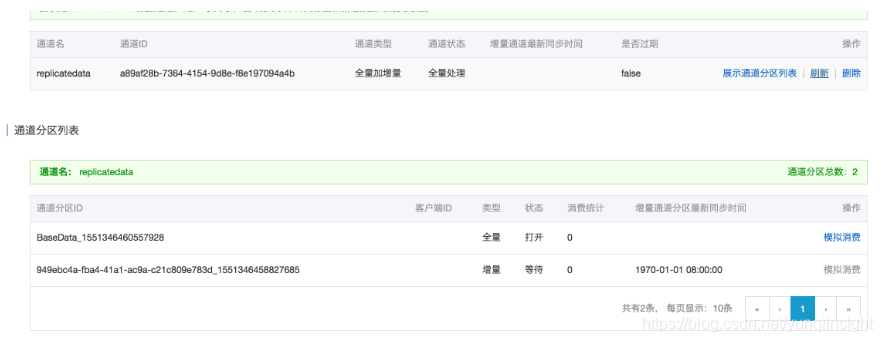 通道名 通道ID 通道类型 通道状态 增量通道最新同步时间 是否过期 操作
replicatedata a89af28b-7364-4154-9d8e-f8e197094a4b 全量加增量 全量处理 false 展示通道分区列表 | 刷新 | 删除
通道分区列表
通道名: replicatedata 通道分区总数: 2
通道分区ID 客户端ID 类型 状态 消费统计 增量通道分区最新同步时间 操作
BaseData_1551346460557928 全量 打开 0 模拟消费
949ebc4a-fba4-41a1-ac9a-c21c809e783d_1551346458827685 增量 等待 0 1970-01-01 08:00:00 模拟消费
共有2条, 每页显示: 10条 « ‹ 1 › »
https://blog.csdn.net/yunqiinsight